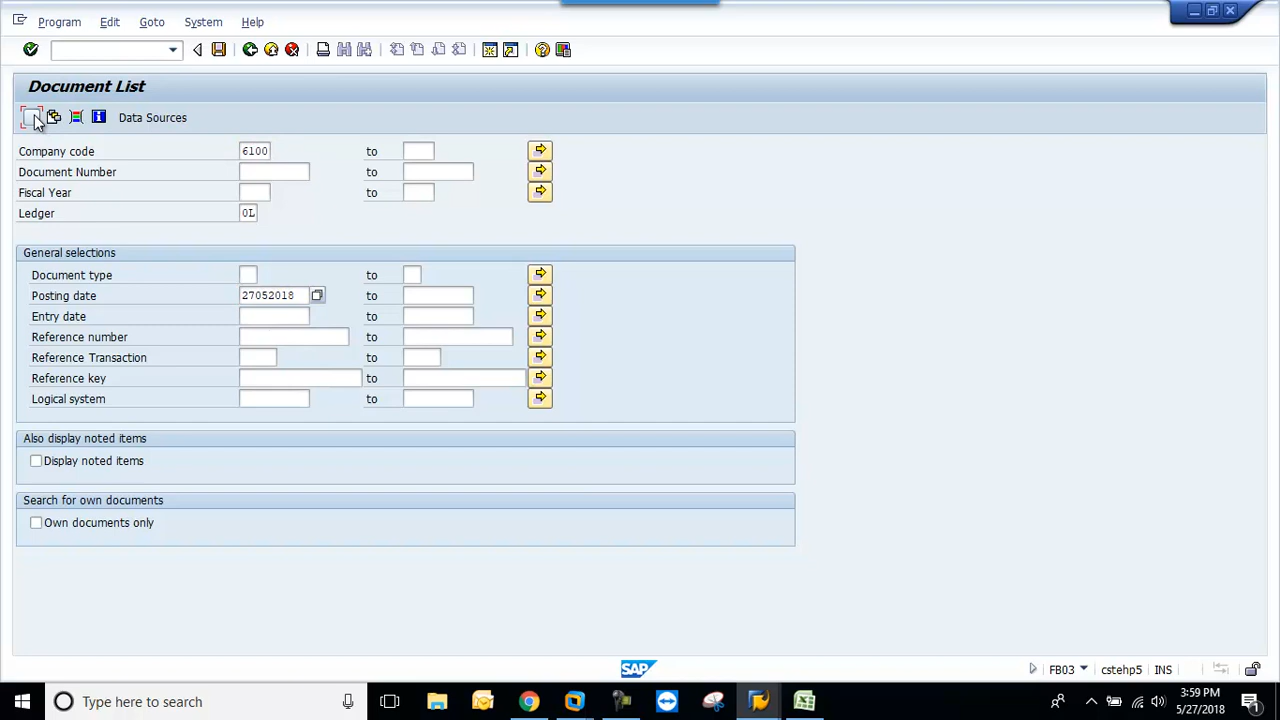 Program Edit Goto System Help
Document List
Data Sources
Company code 6100 to
Document Number to
Fiscal Year to
Ledger 0L
General selections
Document type to
Posting date 27052018 to
Entry date to
Reference number to
Reference Transaction to
Reference key to
Logical system to
Also display noted items
Display noted items
Search for own documents
Own documents only
SAP
FB03 cstehp5 INS
Type here to search
3:59 PM
5/27/2018
1